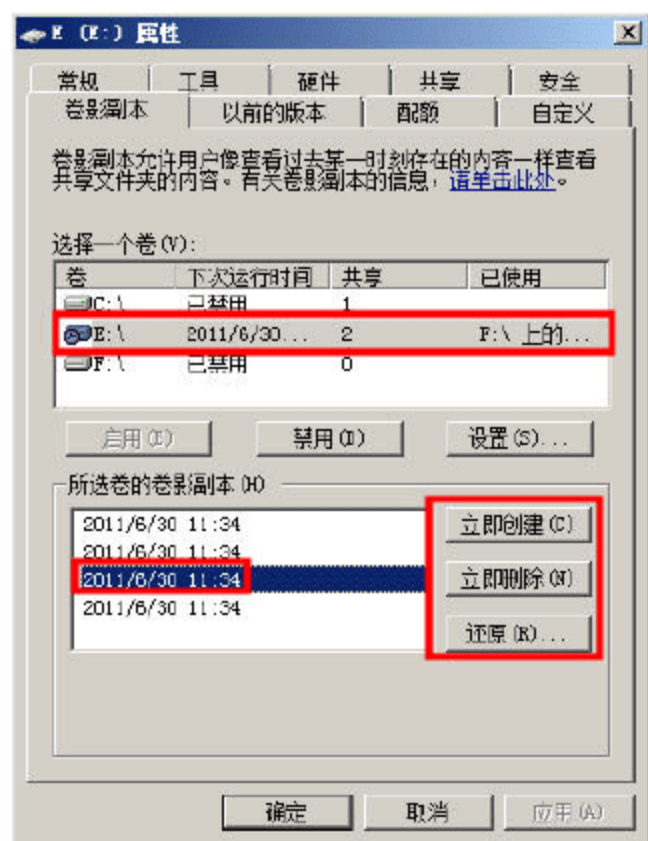 E (E:) 属性
常规 工具 硬件 共享 安全
卷影副本 以前的版本 配额 自定义
卷影副本允许用户像查看过去某一时刻存在的内容一样查看
共享文件夹的内容。有关卷影副本的信息，请单击此处。
选择一个卷(V):
卷 下次运行时间 共享 已使用
C:\ 已禁用 1
E:\ 2011/6/30... 2 F:\ 上的...
F:\ 已禁用 0
启用(E) 禁用(D) 设置(S)...
所选卷的卷影副本(H)
2011/6/30 11:34 立即创建(C)
2011/6/30 11:34
2011/6/30 11:34 立即删除(N)
2011/6/30 11:34
还原(R)...
确定 取消 应用(A)